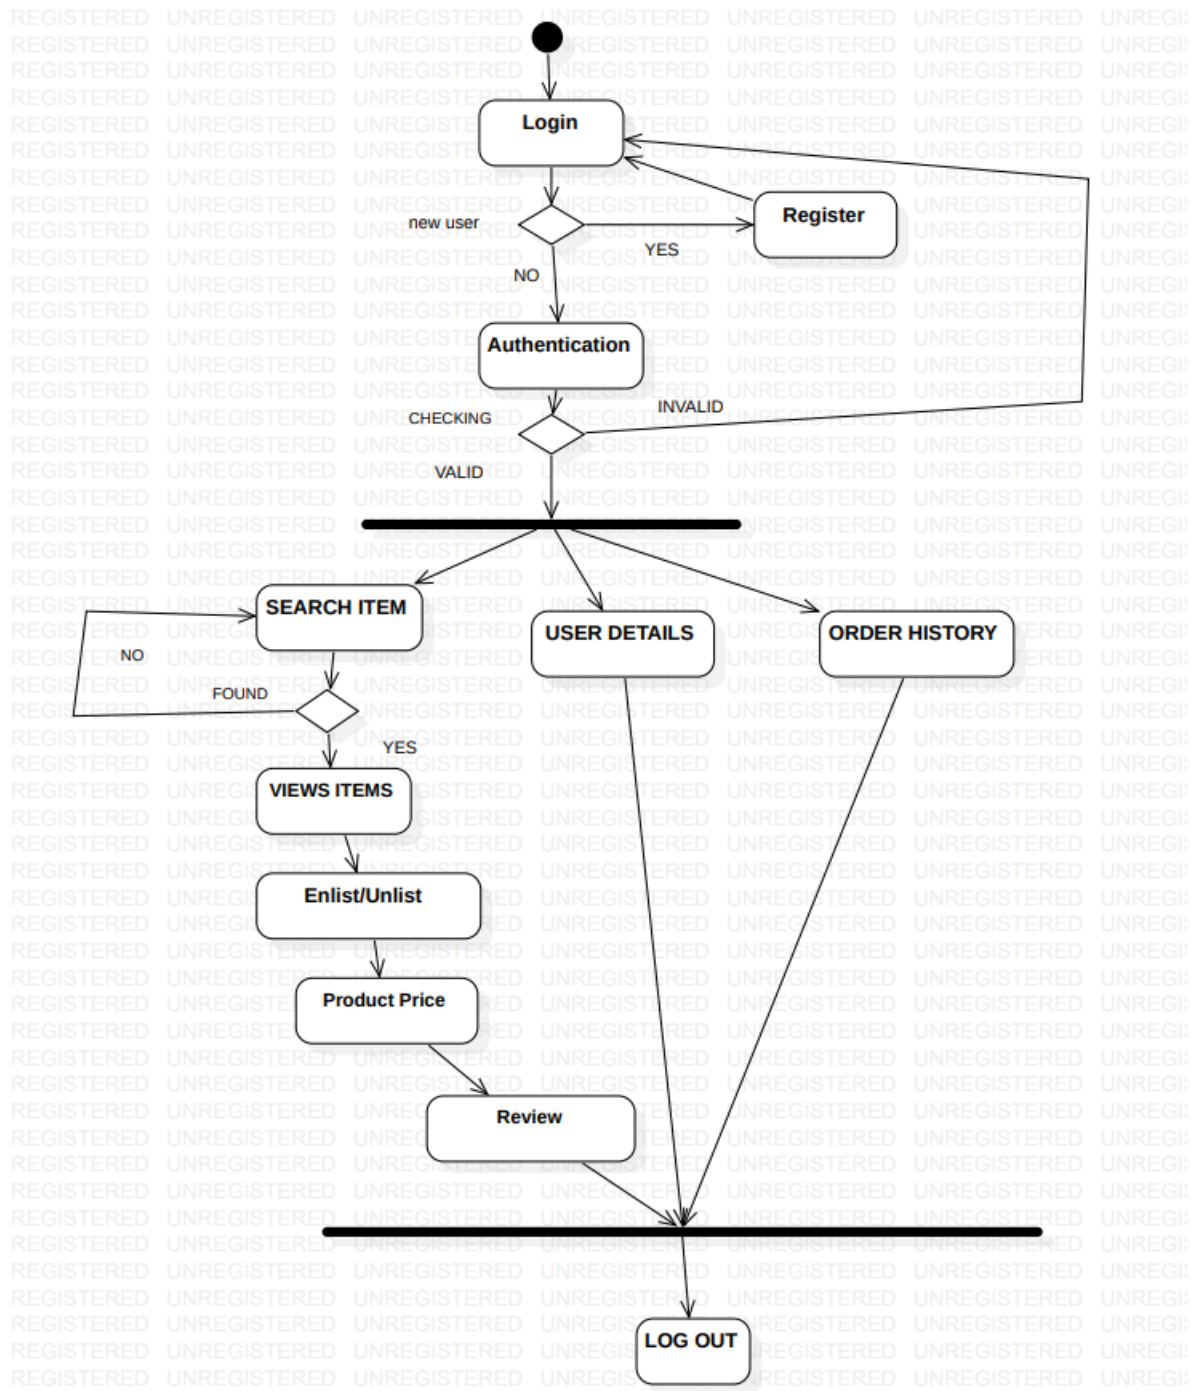 Login
new user
Register
YES
NO
Authentication
CHECKING
INVALID
VALID
SEARCH ITEM
USER DETAILS
ORDER HISTORY
NO
FOUND
YES
VIEWS ITEMS
Enlist/Unlist
Product Price
Review
LOG OUT